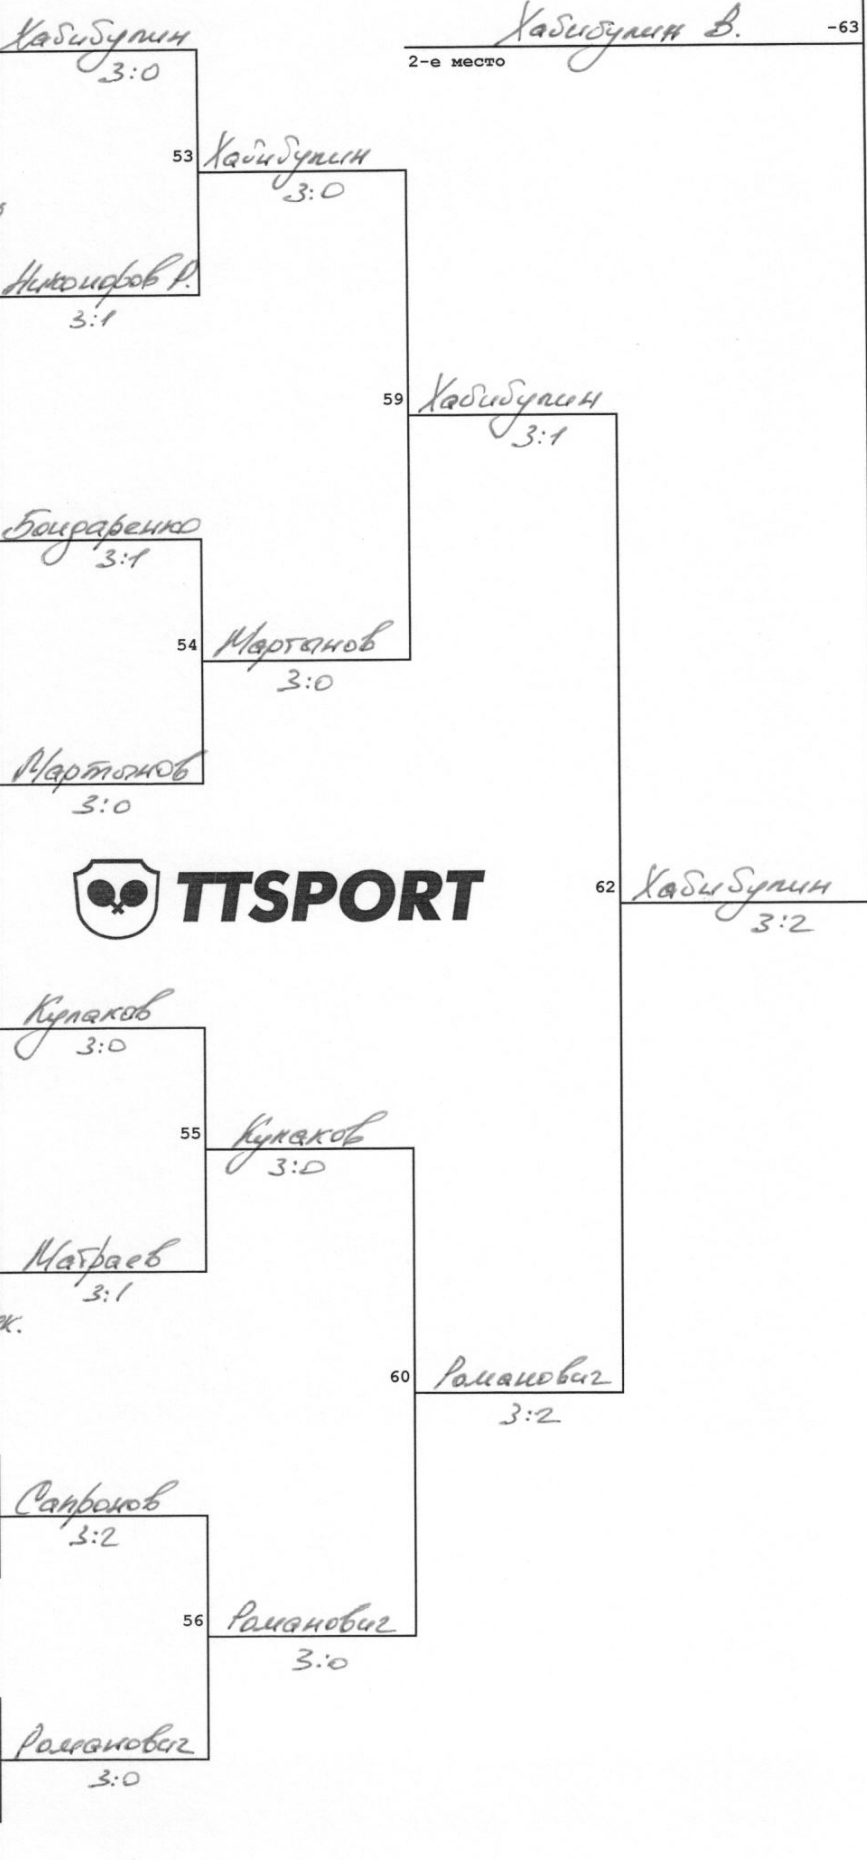 Хабибулин
3:0
Хабибулин В.
-63
2-е место
53
Хабибулин
3:0
Никоноров Р.
3:1
59
Хабибулин
3:1
Бондаренко
3:1
54
Мартынов
3:0
Мартынов
3:0
TTSPORT
62
Хабибулин
3:2
Кулаков
3:0
55
Кулаков
3:0
Матраев
3:1
к.
60
Романович
3:2
Сапронов
3:2
56
Романович
3:0
Романович
3:0